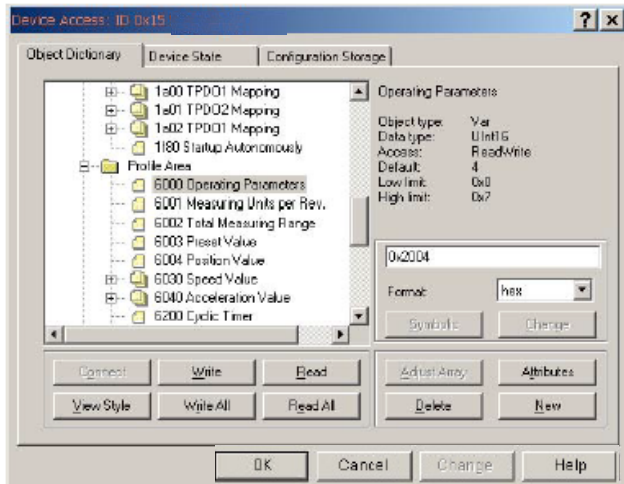 Device Access: ID 0x15
Object Dictionary
Device State
Configuration Storage
1a00 TPDO1 Mapping
1a01 TPDO2 Mapping
1a02 TPDO1 Mapping
1f80 Startup Autonomously
Profile Area
6000 Operating Parameters
6001 Measuring Units per Rev.
6002 Total Measuring Range
6003 Preset Value
6004 Position Value
6030 Speed Value
6040 Acceleration Value
6200 Cyclic Timer
Operating Parameters
Object type: Var
Data type: UInt16
Access: ReadWrite
Default: 4
Low limit: 0x0
High limit: 0x7
0x2004
Format: hex
Symbolic
Change
Connect
Write
Read
View Style
Write All
Read All
Adjust Array
Attributes
Delete
New
OK
Cancel
Change
Help